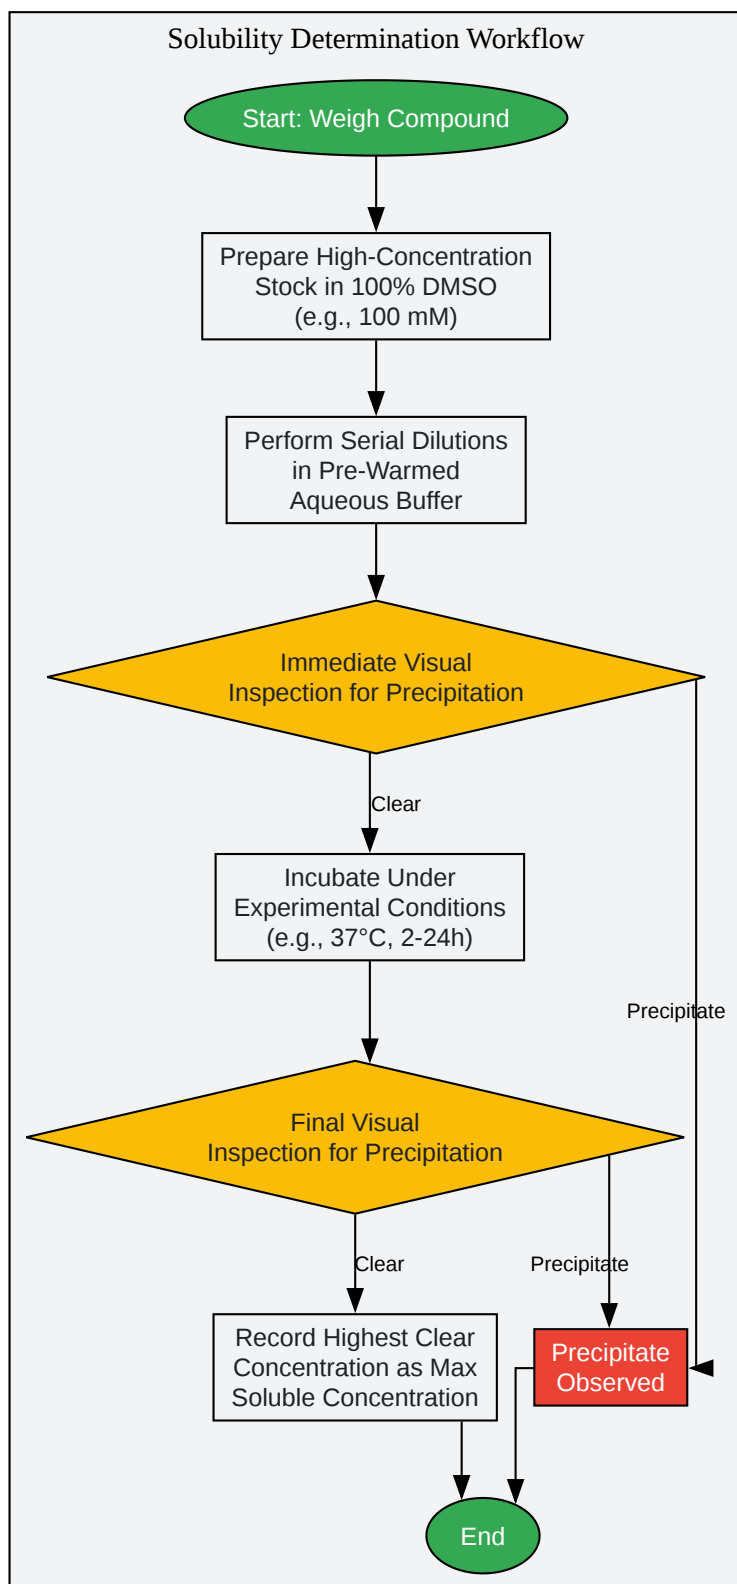 Solubility Determination Workflow
Start: Weigh Compound
Prepare High-Concentration
Stock in 100% DMSO
(e.g., 100 mM)
Perform Serial Dilutions
in Pre-Warmed
Aqueous Buffer
Immediate Visual
Inspection for Precipitation
Clear
Incubate Under
Experimental Conditions
(e.g., 37°C, 2-24h)
Precipitate
Final Visual
Inspection for Precipitation
Clear
Precipitate
Record Highest Clear
Concentration as Max
Soluble Concentration
Precipitate
Observed
End